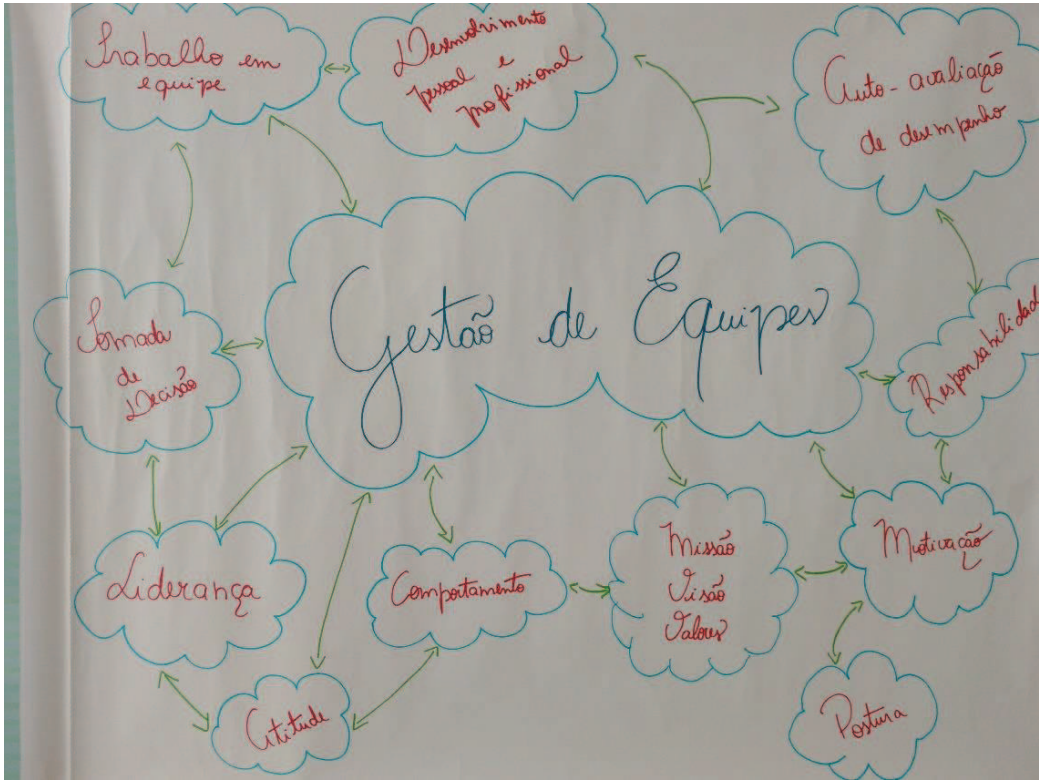 Trabalho em
equipe
Desenvolvimento
pessoal e
profissional
Auto-avaliação
de desempenho
Gestão de Equipes
Tomada
de
Decisão
Responsabilidad
Liderança
Comportamento
Missão
Visão
Valores
Motivação
Atitude
Postura